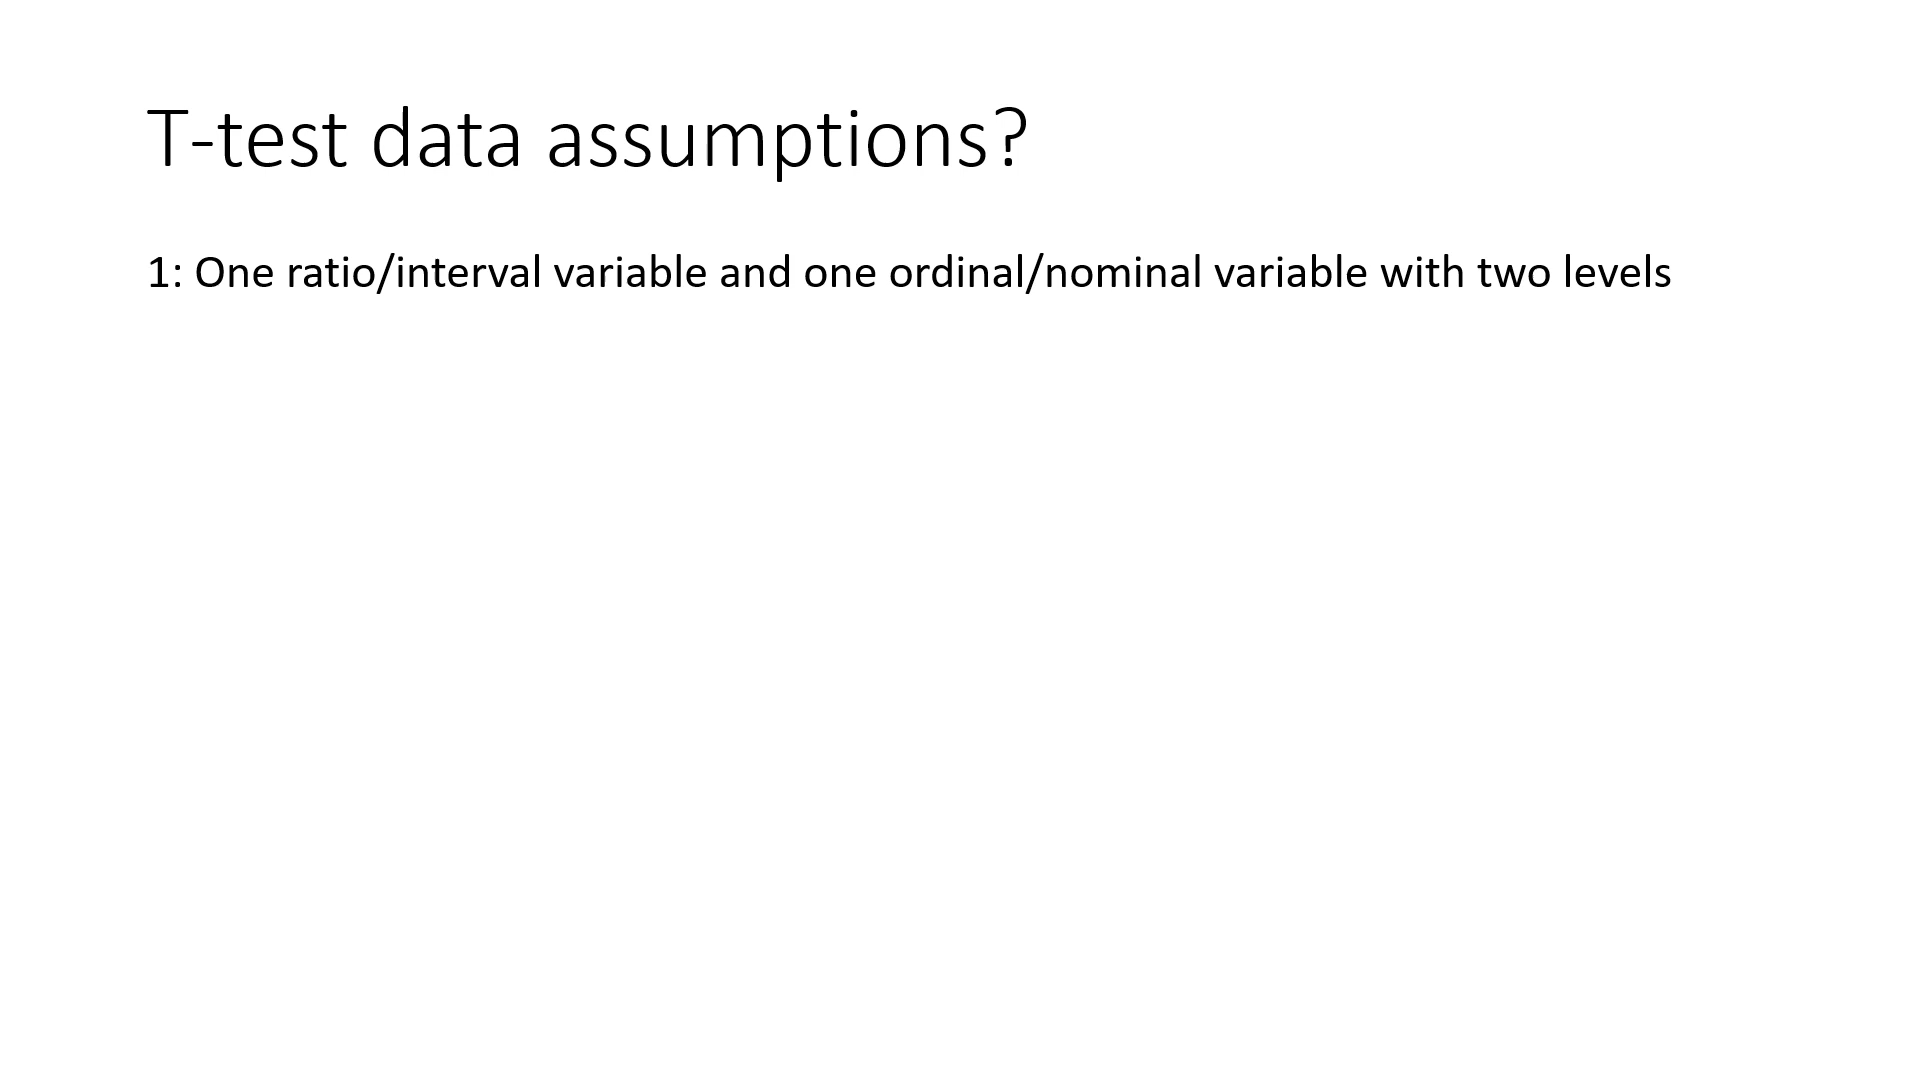 T-test data assumptions?
1: One ratio/interval variable and one ordinal/nominal variable with two levels